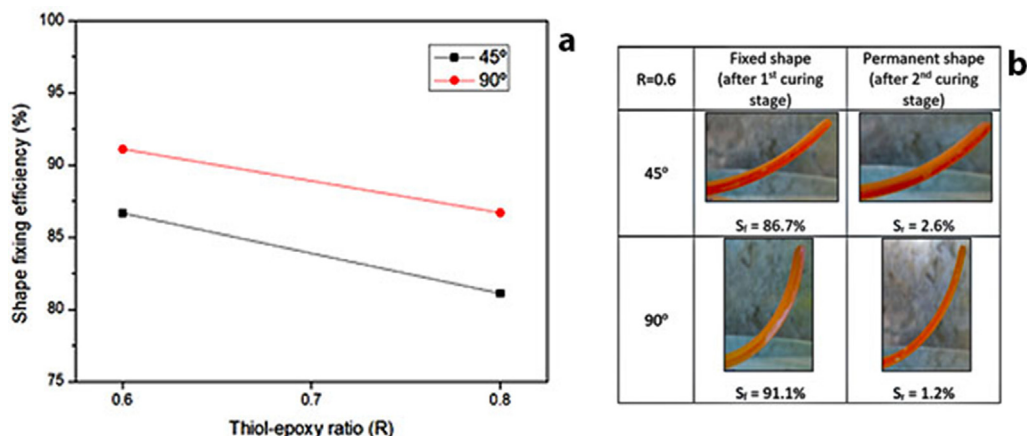 a
100
95
90
85
80
75
Shape fixing efficiency (%)
45º
90º
0.6
0.7
0.8
Thiol-epoxy ratio (R)
b
R=0.6
Fixed shape
(after 1st curing
stage)
Permanent shape
(after 2nd curing
stage)
45º
Sf = 86.7%
Sr = 2.6%
90º
Sf = 91.1%
Sr = 1.2%